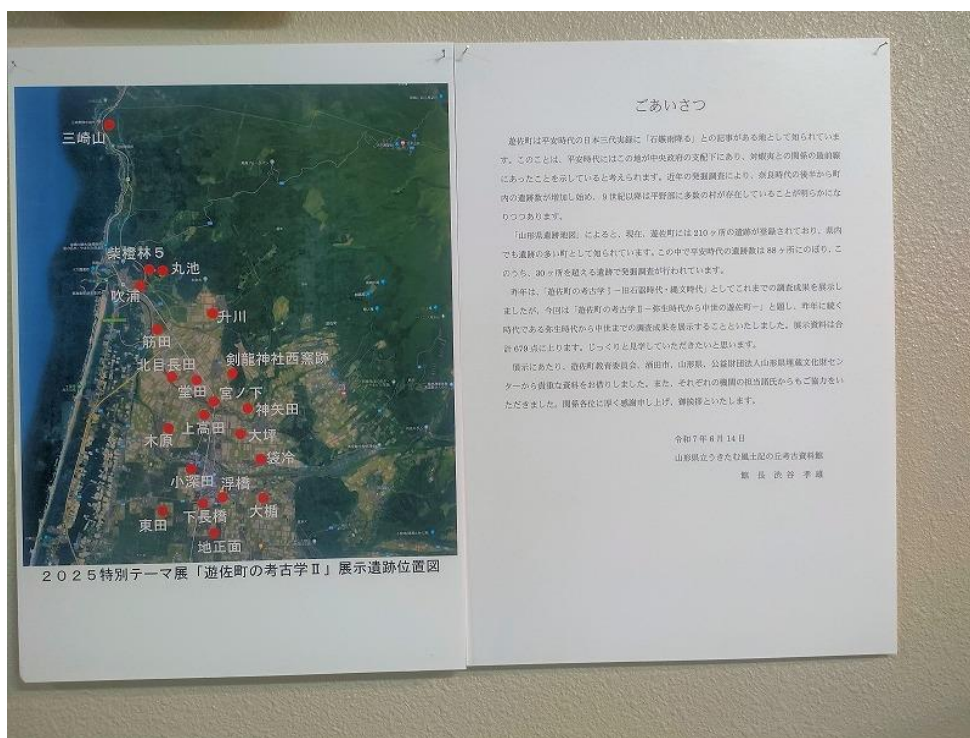 三崎山
柴橙林5
丸池
吹浦
升川
筋田
北目長田
剣龍神社西窯跡
堂田
宮ノ下
神矢田
上高田
木原
大坪
袋冷
小深田
浮橋
大楯
下長橋
東田
地正面
2025特別テーマ展「遊佐町の考古学Ⅱ」展示遺跡位置図
ごあいさつ
遊佐町は平安時代の日本三代実録に「石鏃雨降る」との記事がある地として知られていま
す。このことは、平安時代にはこの地が中央政府の支配下にあり、対蝦夷との関係の最前線
にあったことを示していると考えられます。近年の発掘調査により、奈良時代の後半から町
内の遺跡数が増加し始め、9世紀以降は平野部に多数の村が存在していることが明らかにな
りつつあります。
「山形県遺跡地図」によると、現在、遊佐町には210ヶ所の遺跡が登録されており、県内
でも遺跡の多い町として知られています。この中で平安時代の遺跡数は88ヶ所にのぼり、こ
のうち、30ヶ所を超える遺跡で発掘調査が行われています。
昨年は、「遊佐町の考古学Ⅰ－旧石器時代・縄文時代」としてこれまでの調査成果を展示し
ましたが、今回は「遊佐町の考古学Ⅱ－弥生時代から中世の遊佐町－」と題し、昨年に続く
時代である弥生時代から中世までの調査成果を展示することといたしました。展示資料は合
計679点に上ります。じっくりと見学していただきたいと思います。
展示にあたり、遊佐町教育委員会、酒田市、山形県、公益財団法人山形県埋蔵文化財セン
ターから貴重な資料をお借りしました。また、それぞれの機関の担当諸氏からもご協力をい
ただきました。関係各位に厚く感謝申し上げ、御挨拶といたします。
令和7年6月14日
山形県立うきたむ風土記の丘考古資料館
館長 渋谷孝雄